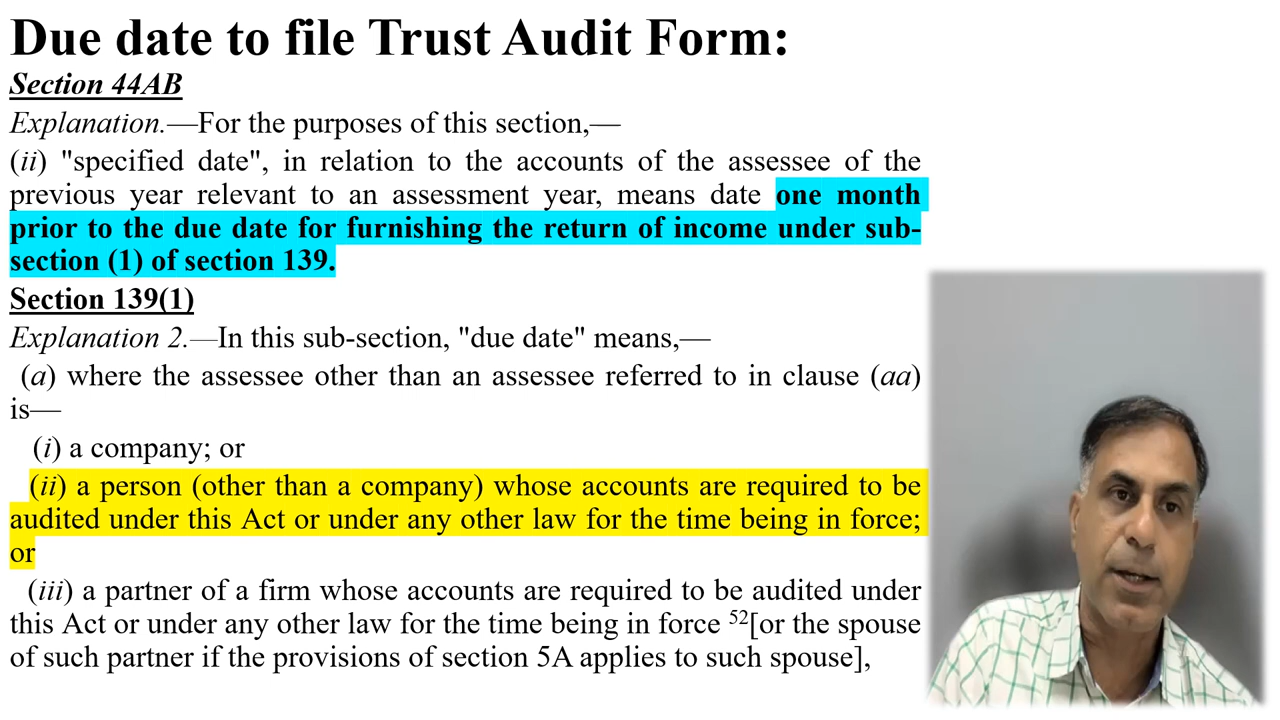 Due date to file Trust Audit Form:
Section 44AB
Explanation.—For the purposes of this section,—
(ii) "specified date", in relation to the accounts of the assessee of the
previous year relevant to an assessment year, means date one month
prior to the due date for furnishing the return of income under sub-
section (1) of section 139.
Section 139(1)
Explanation 2.—In this sub-section, "due date" means,—
(a) where the assessee other than an assessee referred to in clause (aa)
is—
(i) a company; or
(ii) a person (other than a company) whose accounts are required to be
audited under this Act or under any other law for the time being in force;
or
(iii) a partner of a firm whose accounts are required to be audited under
this Act or under any other law for the time being in force 52[or the spouse
of such partner if the provisions of section 5A applies to such spouse],